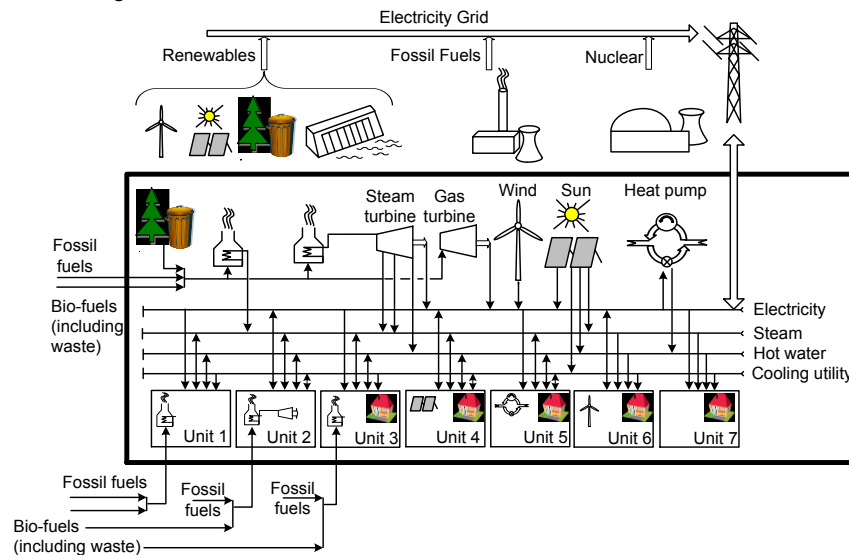 Electricity Grid
Renewables
Fossil Fuels
Nuclear
Steam
turbine
Gas
turbine
Wind
Sun
Heat pump
Fossil
fuels
Bio-fuels
(including
waste)
Electricity
Steam
Hot water
Cooling utility
Unit 1
Unit 2
Unit 3
Unit 4
Unit 5
Unit 6
Unit 7
Fossil fuels
Fossil
fuels
Fossil
fuels
Bio-fuels
(including waste)